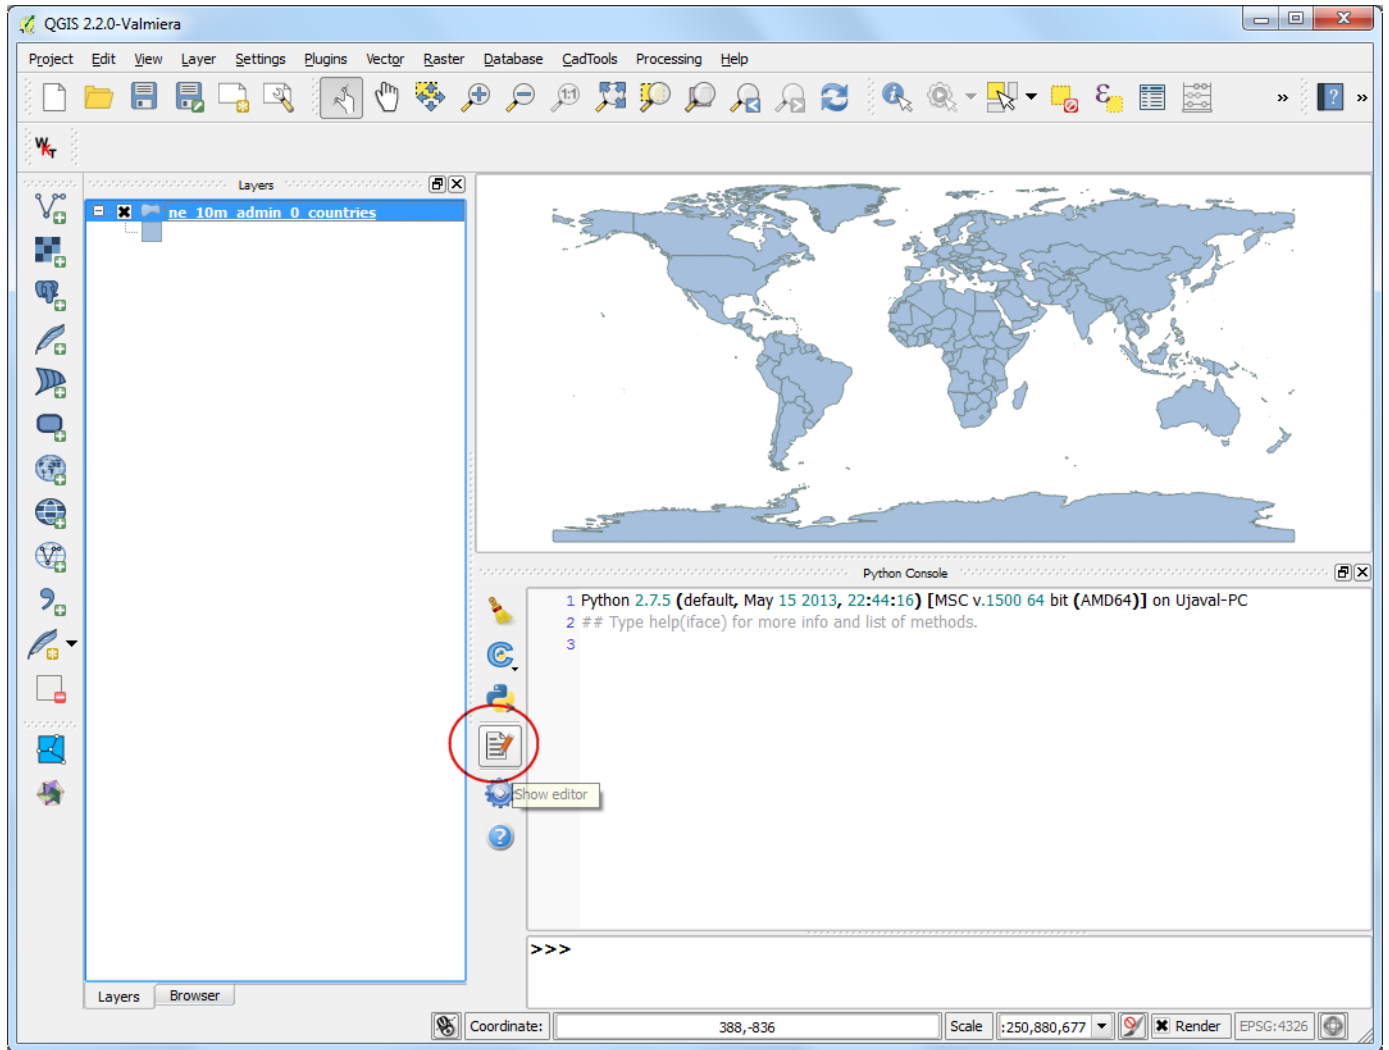 QGIS 2.2.0-Valmiera
Project Edit View Layer Settings Plugins Vector Raster Database CadTools Processing Help
1:1 ε » ? »
WKT
Layers
ne_10m_admin_0_countries
Python Console
1 Python 2.7.5 (default, May 15 2013, 22:44:16) [MSC v.1500 64 bit (AMD64)] on Ujaval-PC
2 ## Type help(iface) for more info and list of methods.
3
Show editor
?
>>>
Layers Browser
Coordinate: 388,-836 Scale :250,880,677 Render EPSG:4326